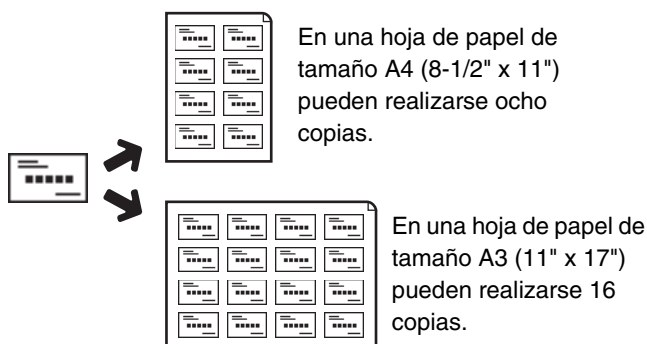 En una hoja de papel de
tamaño A4 (8-1/2" x 11")
pueden realizarse ocho
copias.
En una hoja de papel de
tamaño A3 (11" x 17")
pueden realizarse 16
copias.